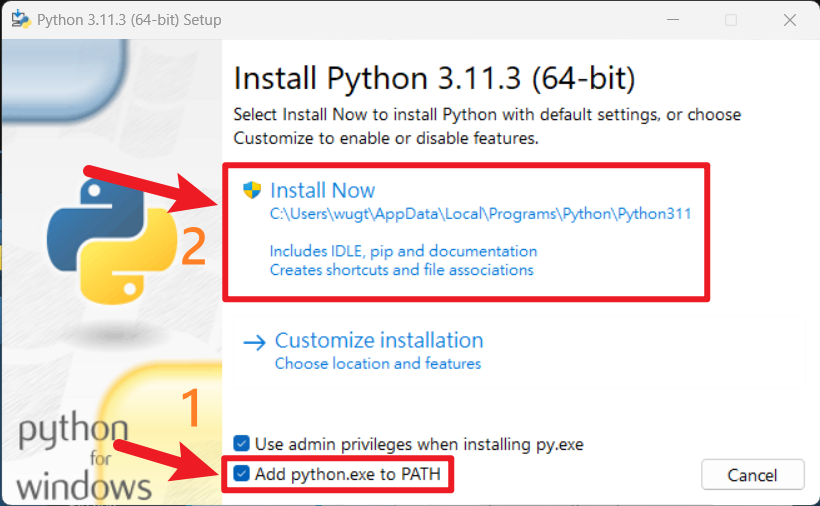 Python 3.11.3 (64-bit) Setup
Install Python 3.11.3 (64-bit)
Select Install Now to install Python with default settings, or choose
Customize to enable or disable features.
Install Now
C:\Users\wugt\AppData\Local\Programs\Python\Python311
2
Includes IDLE, pip and documentation
Creates shortcuts and file associations
Customize installation
Choose location and features
1
python
for
windows
Use admin privileges when installing py.exe
Add python.exe to PATH
Cancel